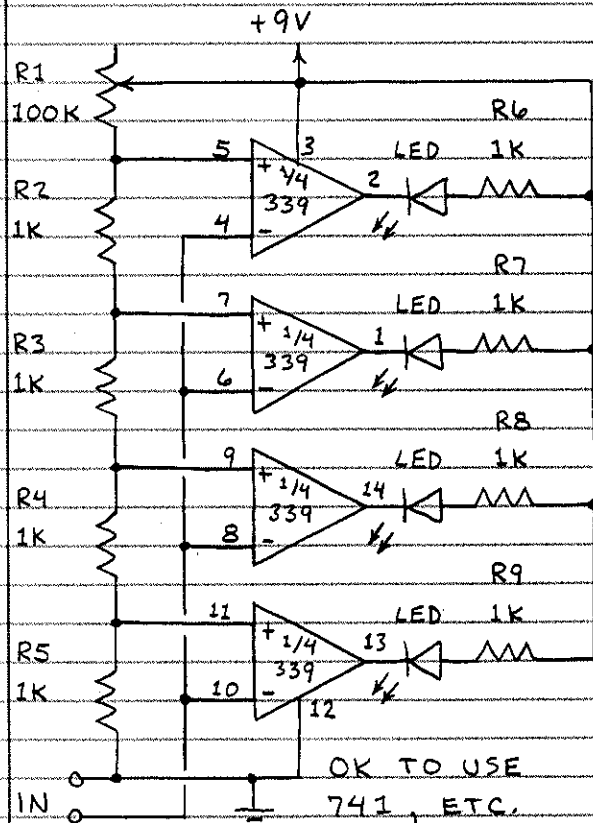 +9V
R1
100K
R6
1K
LED
5
+
3
1/4
339
2
4
-
R2
1K
R7
1K
LED
7
+
1/4
339
1
6
-
R3
1K
R8
1K
LED
9
+
1/4
339
14
8
-
R4
1K
R9
1K
LED
11
+
1/4
339
13
10
-
12
R5
1K
IN
OK TO USE
741, ETC.